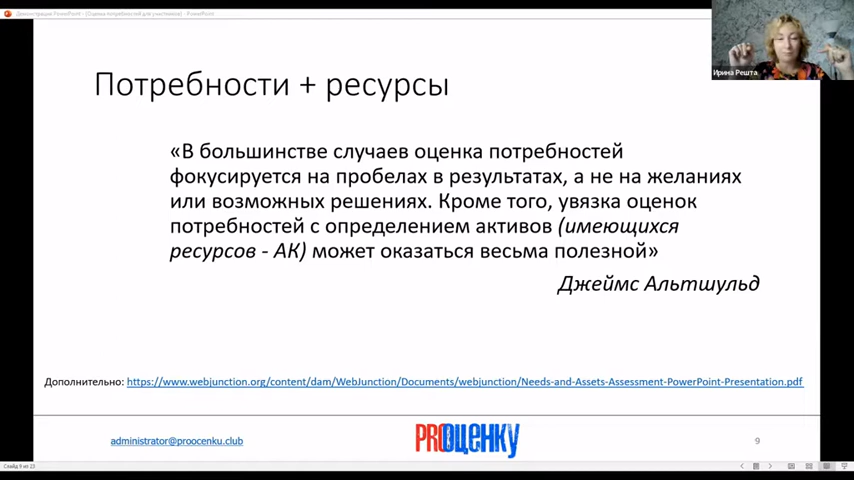 Демонстрация PowerPoint - (Оценка потребностей для участников) - PowerPoint
Ирина Решта
Потребности + ресурсы
«В большинстве случаев оценка потребностей
фокусируется на пробелах в результатах, а не на желаниях
или возможных решениях. Кроме того, увязка оценок
потребностей с определением активов (имеющихся
ресурсов - АК) может оказаться весьма полезной»
Джеймс Альтшульд
Дополнительно: https://www.webjunction.org/content/dam/WebJunction/Documents/webjunction/Needs-and-Assets-Assessment-PowerPoint-Presentation.pdf
administrator@proocenku.club
PROОЦЕНКУ
9
Слайд 9 из 23